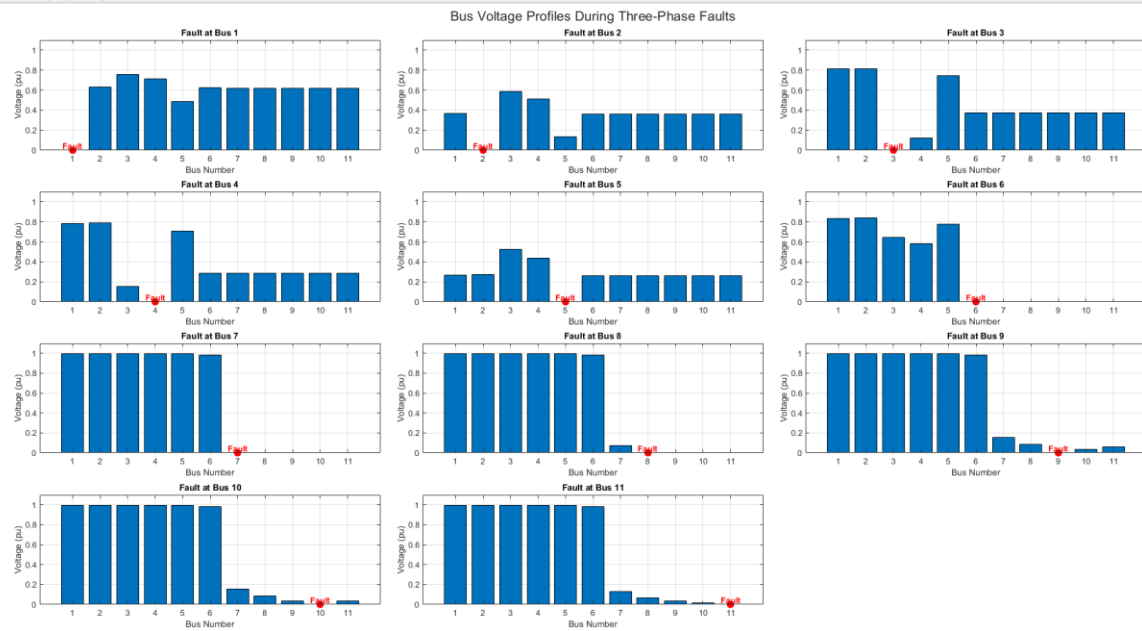 Bus Voltage Profiles During Three-Phase Faults
Fault at Bus 1
Voltage (pu)
1
0.8
0.6
0.4
0.2
0
Fault
1 2 3 4 5 6 7 8 9 10 11
Bus Number
Fault at Bus 2
Voltage (pu)
1
0.8
0.6
0.4
0.2
0
Fault
1 2 3 4 5 6 7 8 9 10 11
Bus Number
Fault at Bus 3
Voltage (pu)
1
0.8
0.6
0.4
0.2
0
Fault
1 2 3 4 5 6 7 8 9 10 11
Bus Number
Fault at Bus 4
Voltage (pu)
1
0.8
0.6
0.4
0.2
0
Fault
1 2 3 4 5 6 7 8 9 10 11
Bus Number
Fault at Bus 5
Voltage (pu)
1
0.8
0.6
0.4
0.2
0
Fault
1 2 3 4 5 6 7 8 9 10 11
Bus Number
Fault at Bus 6
Voltage (pu)
1
0.8
0.6
0.4
0.2
0
Fault
1 2 3 4 5 6 7 8 9 10 11
Bus Number
Fault at Bus 7
Voltage (pu)
1
0.8
0.6
0.4
0.2
0
Fault
1 2 3 4 5 6 7 8 9 10 11
Bus Number
Fault at Bus 8
Voltage (pu)
1
0.8
0.6
0.4
0.2
0
Fault
1 2 3 4 5 6 7 8 9 10 11
Bus Number
Fault at Bus 9
Voltage (pu)
1
0.8
0.6
0.4
0.2
0
Fault
1 2 3 4 5 6 7 8 9 10 11
Bus Number
Fault at Bus 10
Voltage (pu)
1
0.8
0.6
0.4
0.2
0
Fault
1 2 3 4 5 6 7 8 9 10 11
Bus Number
Fault at Bus 11
Voltage (pu)
1
0.8
0.6
0.4
0.2
0
Fault
1 2 3 4 5 6 7 8 9 10 11
Bus Number